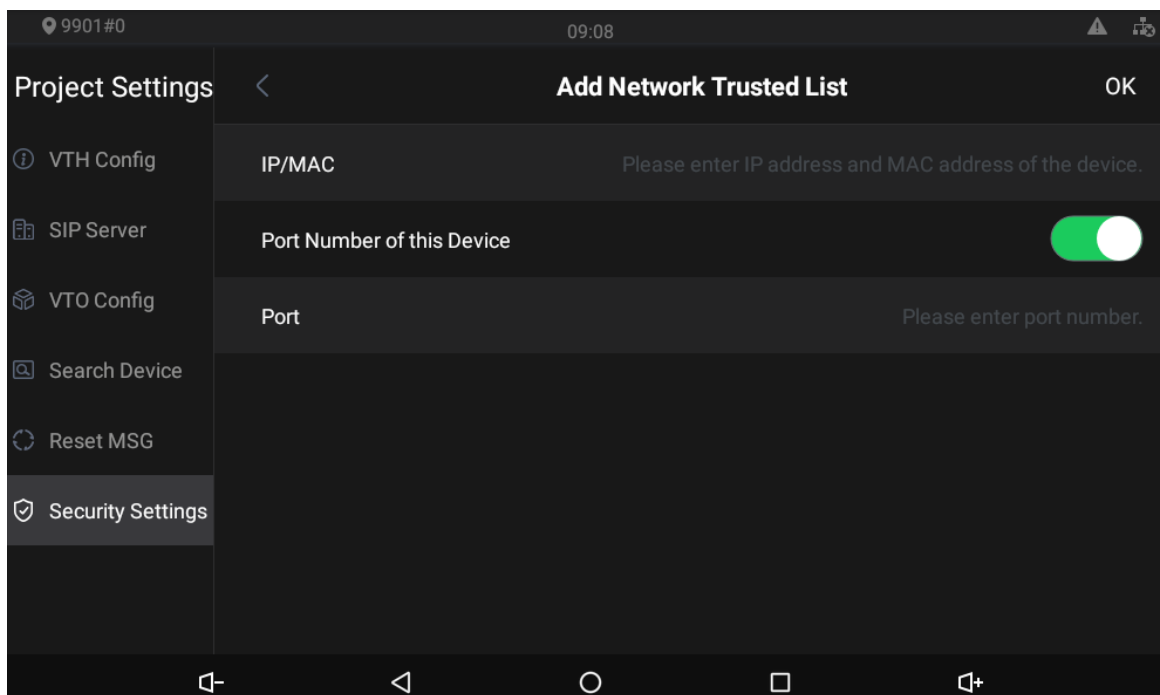 9901#0
09:08
Project Settings
Add Network Trusted List
OK
VTH Config
IP/MAC
Please enter IP address and MAC address of the device.
SIP Server
Port Number of this Device
VTO Config
Port
Please enter port number.
Search Device
Reset MSG
Security Settings